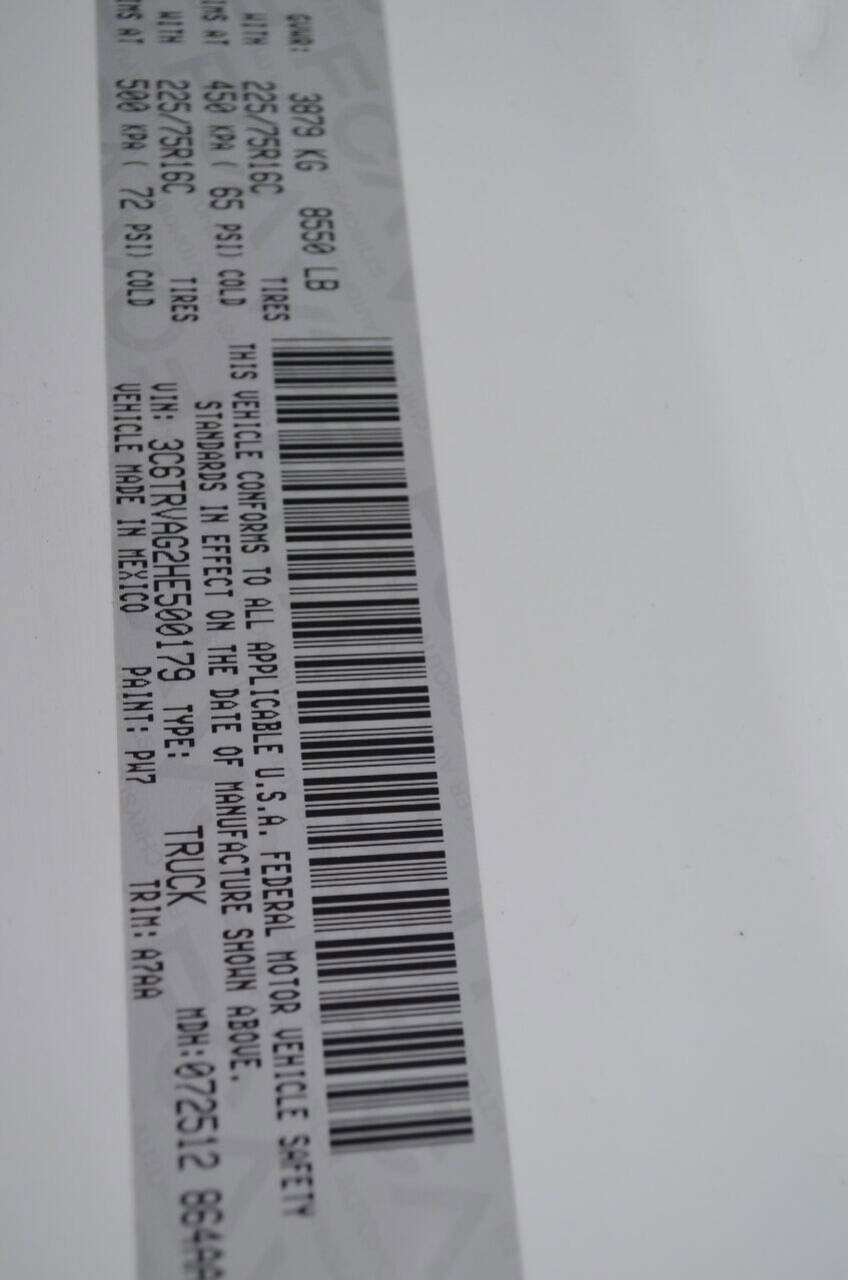 GVWR: 3879 KG 8550 LB
WITH 225/75R16C TIRES
AT 450 KPA ( 65 PSI) COLD
WITH 225/75R16C TIRES
AT 500 KPA ( 72 PSI) COLD
THIS VEHICLE CONFORMS TO ALL APPLICABLE U.S.A. FEDERAL MOTOR VEHICLE SAFETY
STANDARDS IN EFFECT ON THE DATE OF MANUFACTURE SHOWN ABOVE.
VIN: 3C6TRVAG2HE500179 TYPE: TRUCK MDH:072512 864AA
VEHICLE MADE IN MEXICO PAINT: PW7 TRIM: A7AA